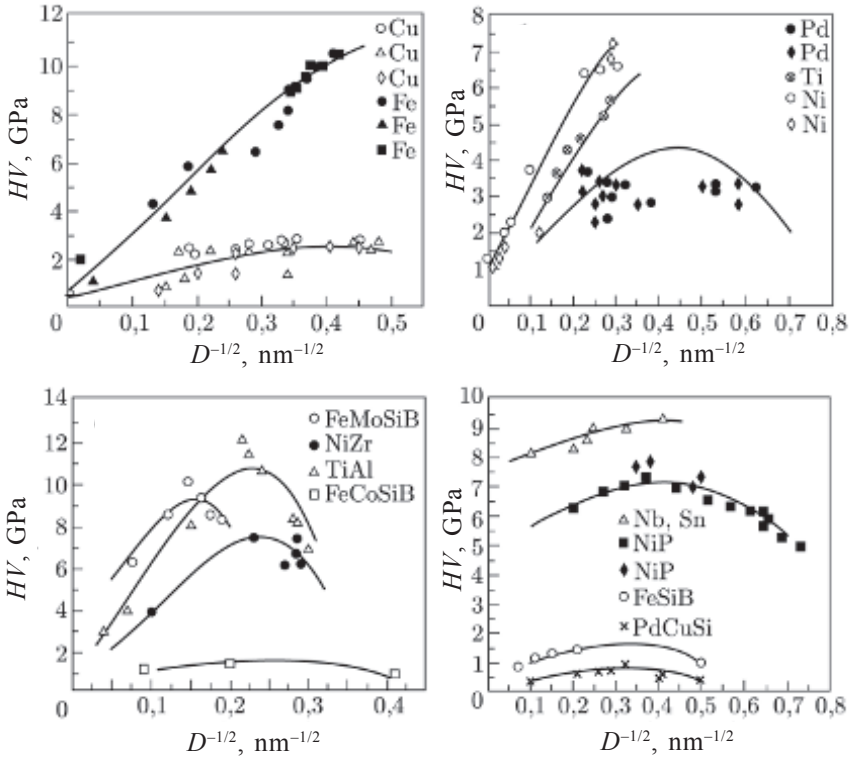 12
10
8
6
4
2
0
0,1
0,2
0,3
0,4
0,5
HV, GPa
D–1/2, nm–1/2
Cu
Cu
Cu
Fe
Fe
Fe
8
7
6
5
4
3
2
1
0
0,1
0,2
0,3
0,4
0,5
0,6
0,7
0,8
HV, GPa
D–1/2, nm–1/2
Pd
Pd
Ti
Ni
Ni
14
12
10
8
6
4
2
0
0,1
0,2
0,3
HV, GPa
D–1/2, nm–1/2
FeMoSiB
NiZr
TiAl
FeCoSiB
10
9
8
7
6
5
4
3
2
1
0
0,1
0,2
0,3
0,4
0,5
0,6
0,7
0,8
HV, GPa
D–1/2, nm–1/2
Nb, Sn
NiP
NiP
FeSiB
PdCuSi